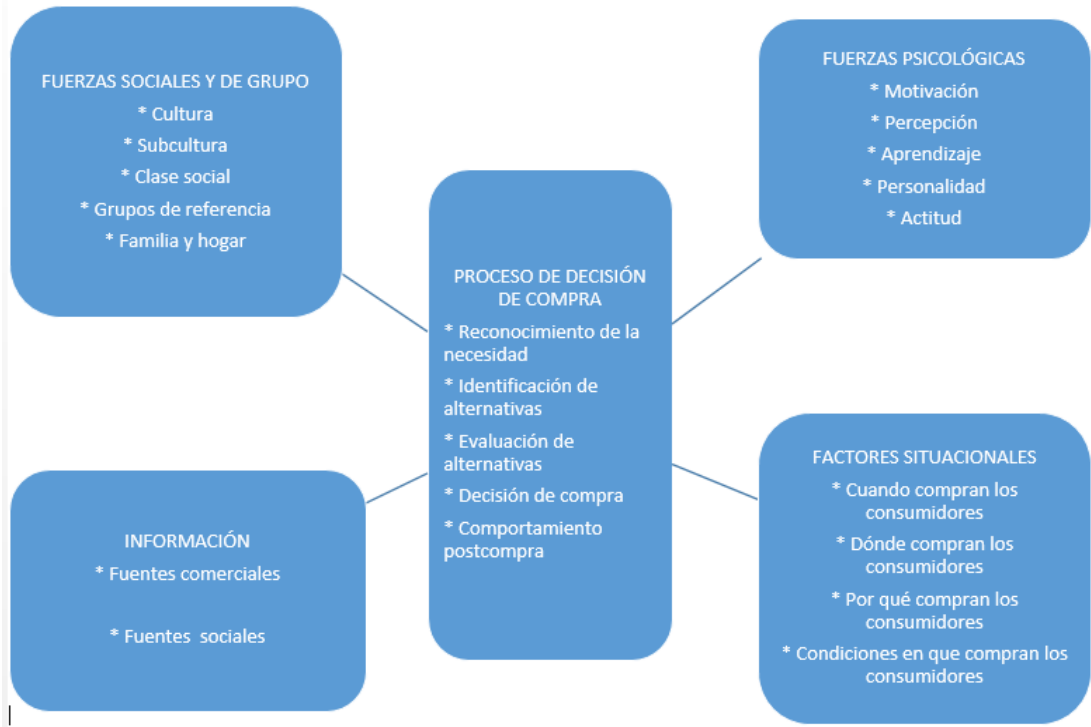 FUERZAS SOCIALES Y DE GRUPO
* Cultura
* Subcultura
* Clase social
* Grupos de referencia
* Familia y hogar
FUERZAS PSICOLÓGICAS
* Motivación
* Percepción
* Aprendizaje
* Personalidad
* Actitud
PROCESO DE DECISIÓN
DE COMPRA
* Reconocimiento de la
necesidad
* Identificación de
alternativas
* Evaluación de
alternativas
* Decisión de compra
* Comportamiento
postcompra
INFORMACIÓN
* Fuentes comerciales
* Fuentes sociales
FACTORES SITUACIONALES
* Cuando compran los
consumidores
* Dónde compran los
consumidores
* Por qué compran los
consumidores
* Condiciones en que compran los
consumidores